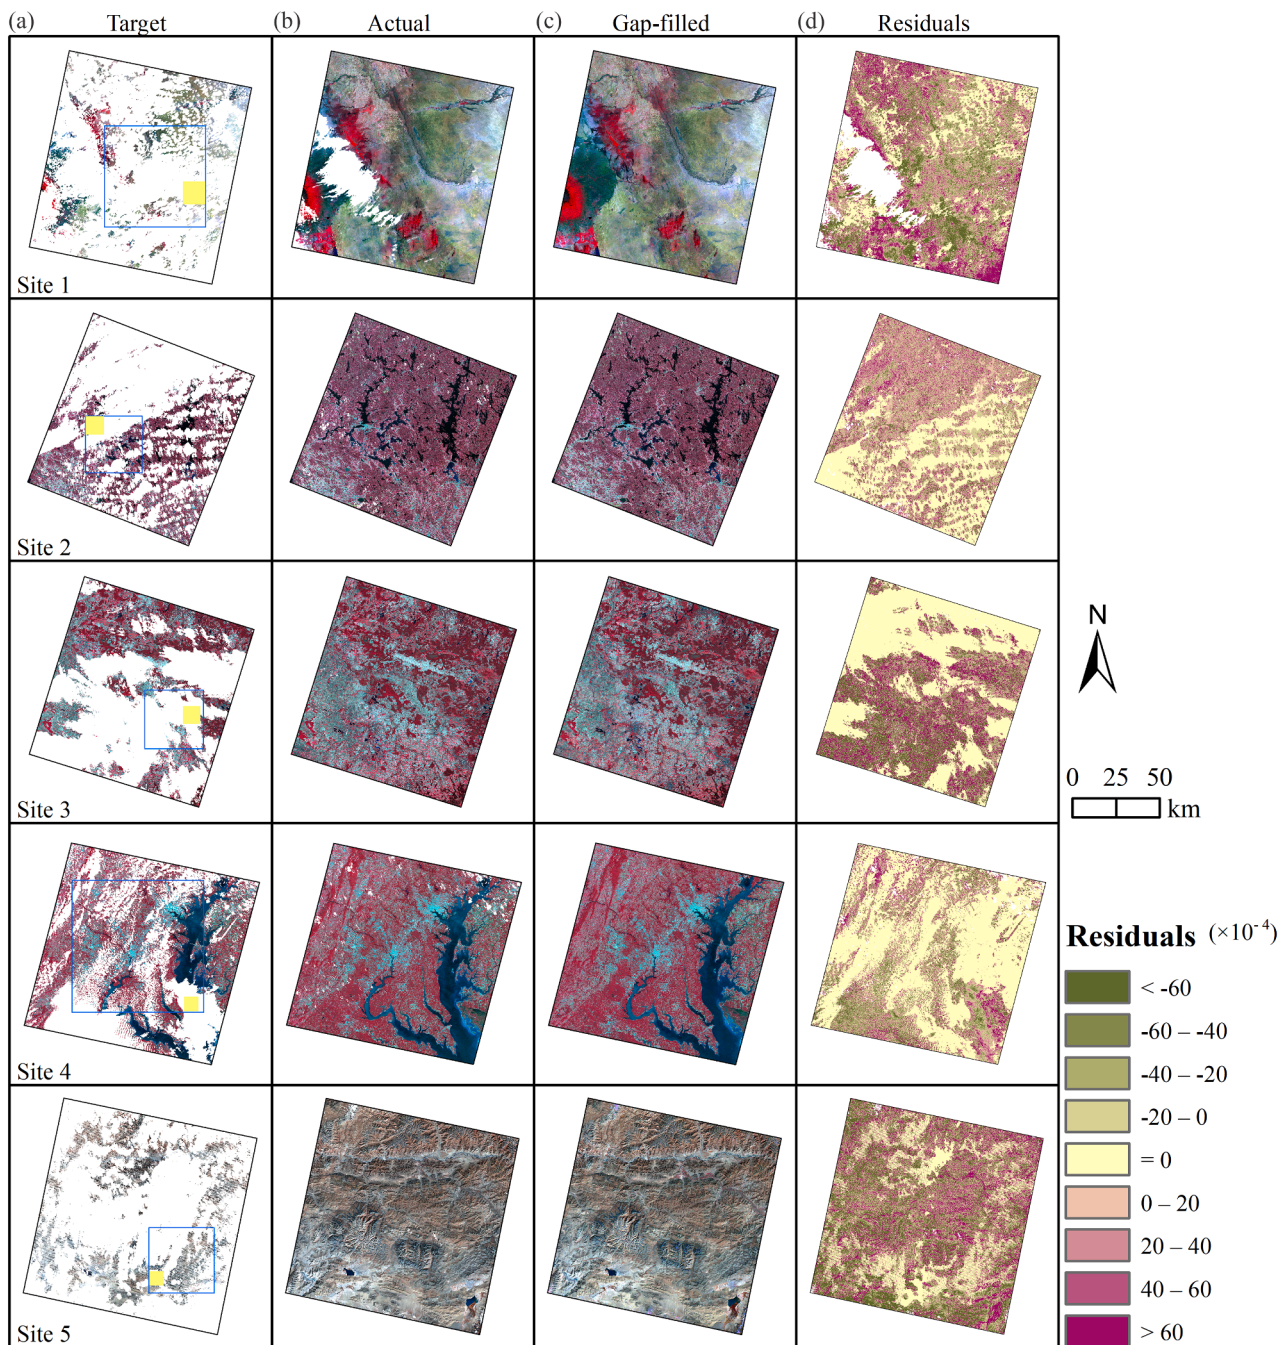 (a) Target (b) Actual (c) Gap-filled (d) Residuals
Site 1
Site 2
Site 3
Site 4
Site 5
N
0 25 50
km
Residuals (×10⁻⁴)
< -60
-60 – -40
-40 – -20
-20 – 0
= 0
0 – 20
20 – 40
40 – 60
> 60